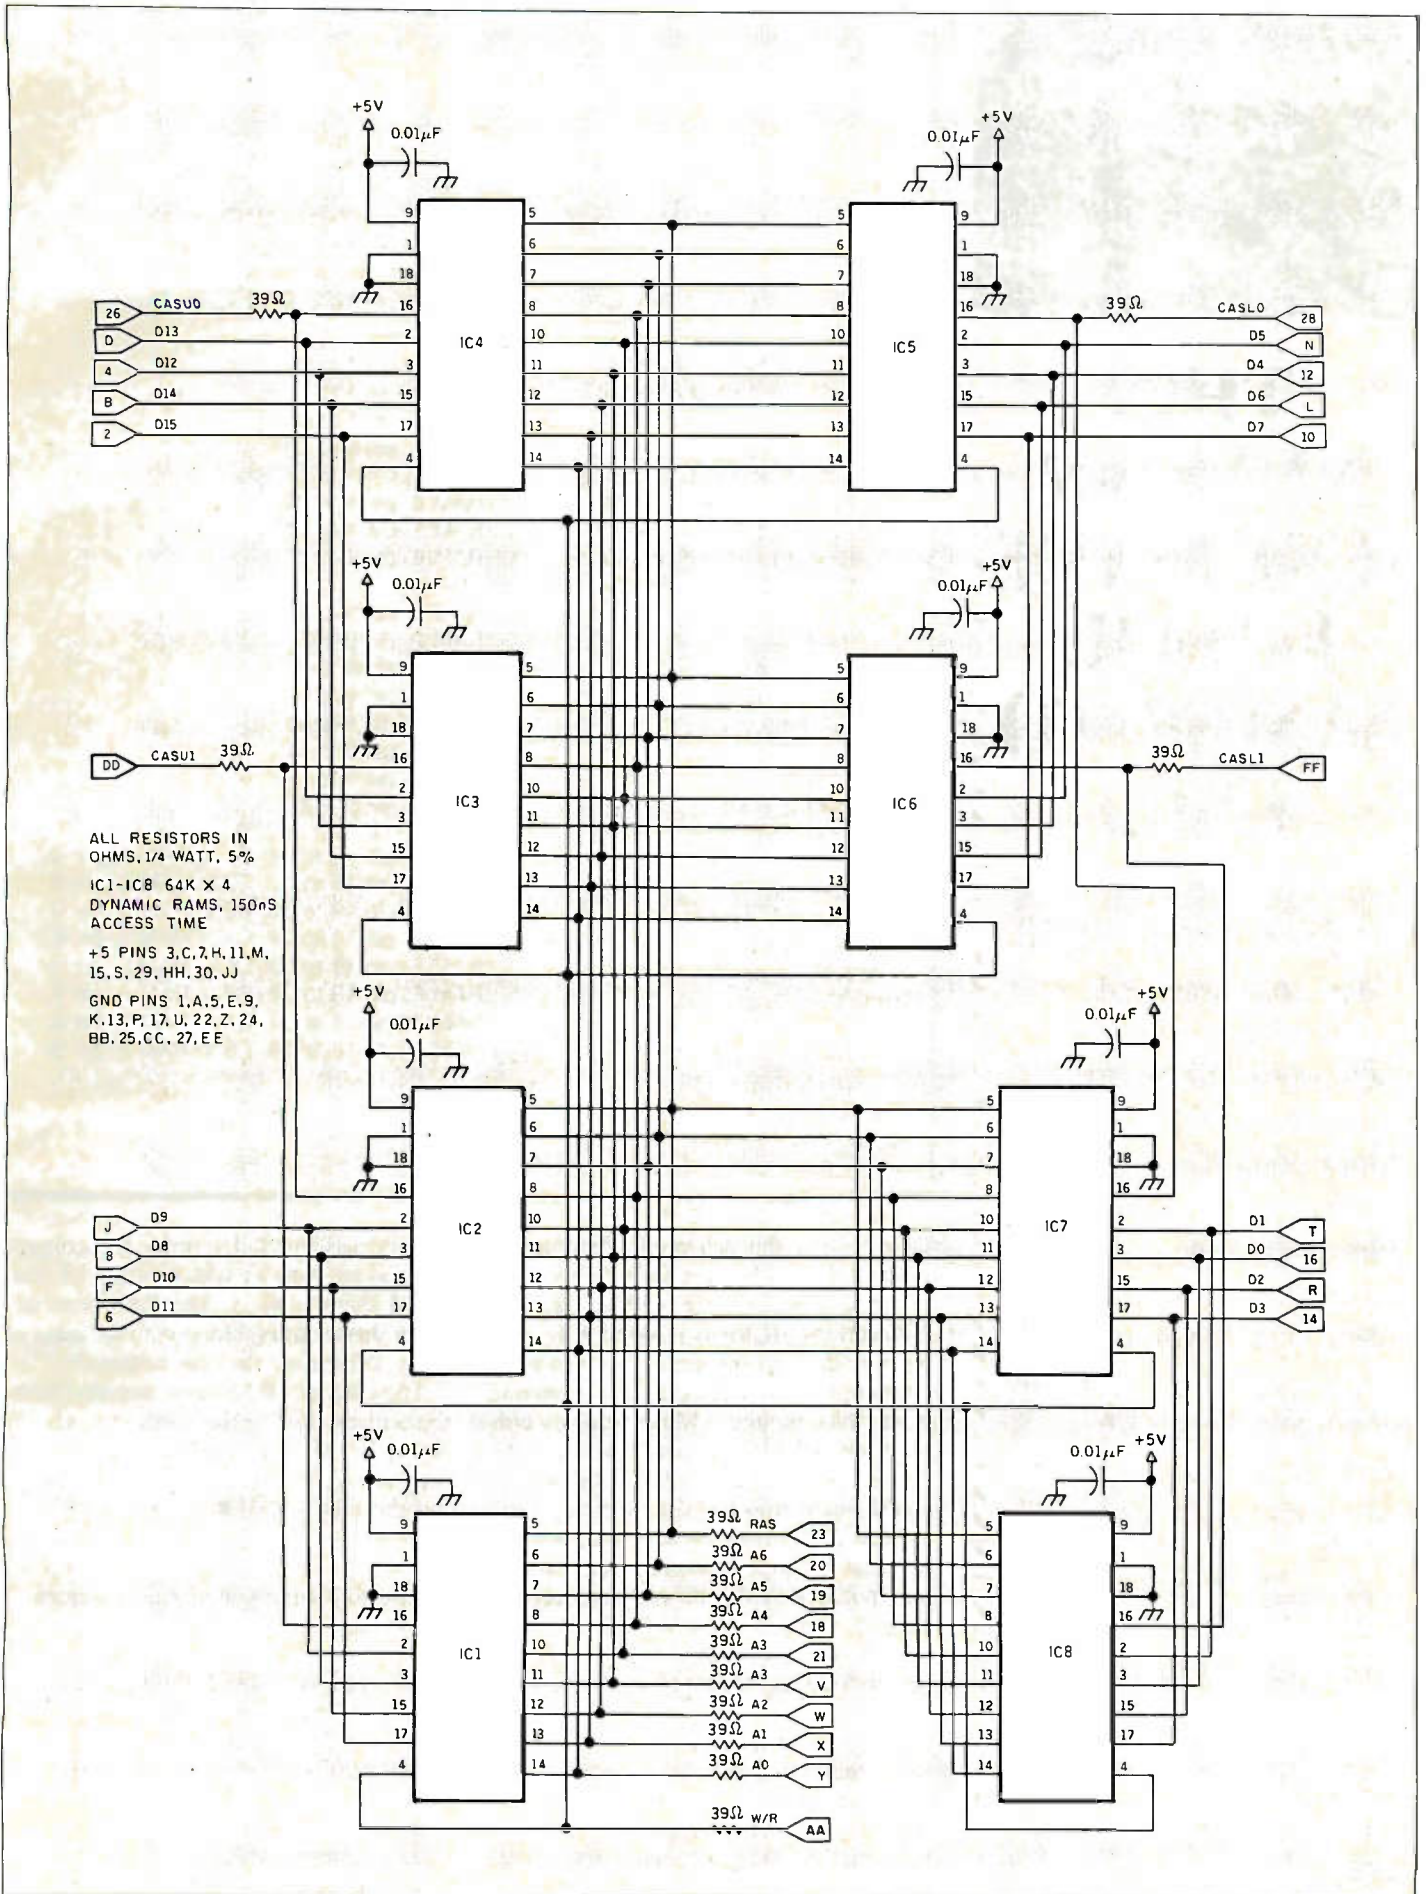 +5V
0.01µF
+5V
0.01µF
9
1
18
16
2
3
15
17
4
IC4
5
6
7
8
10
11
12
13
14
5
6
7
8
10
11
12
13
14
IC5
9
1
18
16
2
3
15
17
4
26 CASU0 39Ω
D D13
4 D12
B D14
2 D15
39Ω CASL0 28
D5 N
D4 12
D6 L
D7 10
+5V
0.01µF
+5V
0.01µF
9
1
18
16
2
3
15
17
4
IC3
5
6
7
8
10
11
12
13
14
5
6
7
8
10
11
12
13
14
IC6
9
1
18
16
2
3
15
17
4
DD CASU1 39Ω
39Ω CASL1 FF
ALL RESISTORS IN
OHMS, 1/4 WATT, 5%
IC1-IC8 64K X 4
DYNAMIC RAMS, 150nS
ACCESS TIME
+5 PINS 3,C,7,H,11,M,
15,S,29,HH,30,JJ
GND PINS 1,A,5,E,9,
K,13,P,17,U,22,Z,24,
BB,25,CC,27,EE
+5V
0.01µF
+5V
0.01µF
9
1
18
16
2
3
15
17
4
IC2
5
6
7
8
10
11
12
13
14
5
6
7
8
10
11
12
13
14
IC7
9
1
18
16
2
3
15
17
4
J D9
8 D8
F D10
6 D11
D1 T
D0 16
D2 R
D3 14
+5V
0.01µF
+5V
0.01µF
9
1
18
16
2
3
15
17
4
IC1
5
6
7
8
10
11
12
13
14
39Ω RAS 23
39Ω A6 20
39Ω A5 19
39Ω A4 18
39Ω A3 21
39Ω A3 V
39Ω A2 W
39Ω A1 X
39Ω A0 Y
39Ω W/R AA
5
6
7
8
10
11
12
13
14
IC8
9
1
18
16
2
3
15
17
4